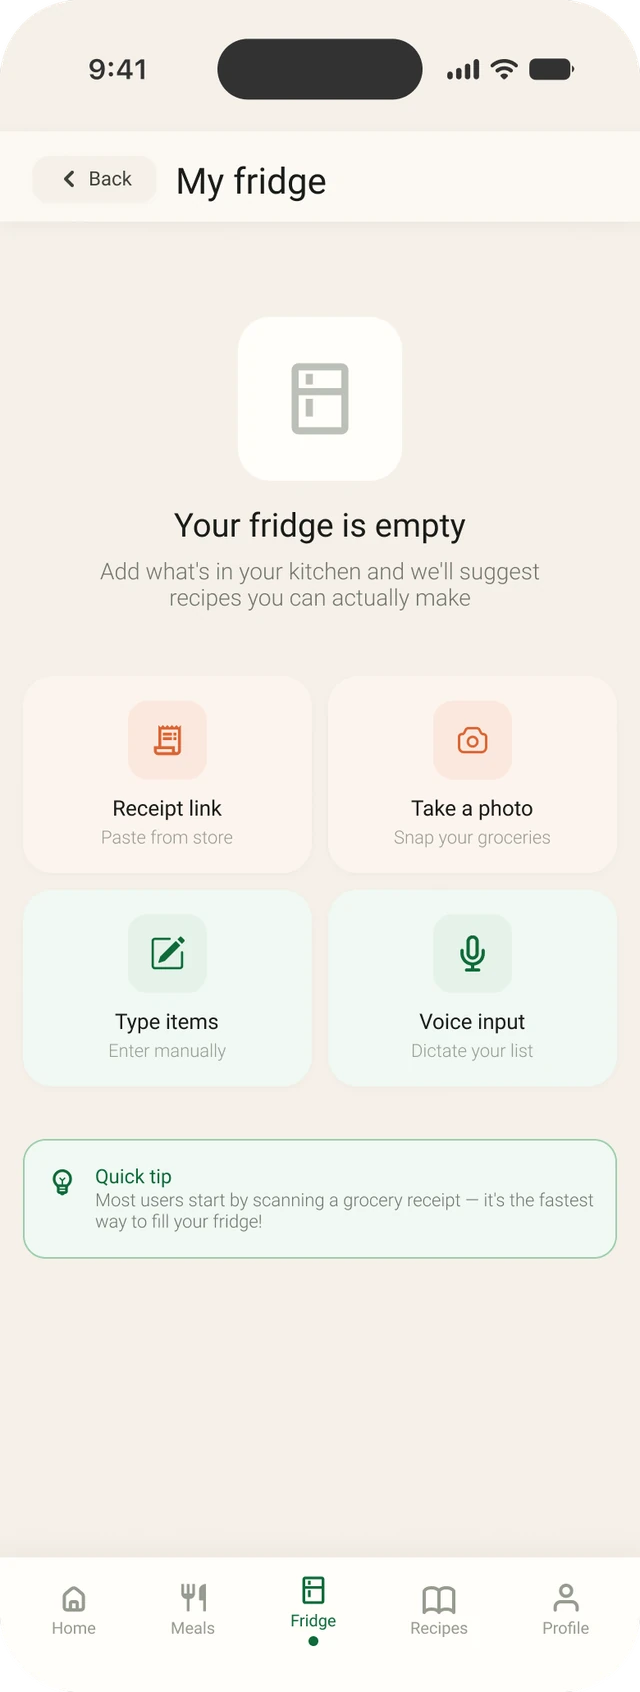 9:41
Back
My fridge
Your fridge is empty
Add what's in your kitchen and we'll suggest
recipes you can actually make
Receipt link
Paste from store
Take a photo
Snap your groceries
Type items
Enter manually
Voice input
Dictate your list
Quick tip
Most users start by scanning a grocery receipt — it's the fastest
way to fill your fridge!
Home
Meals
Fridge
Recipes
Profile